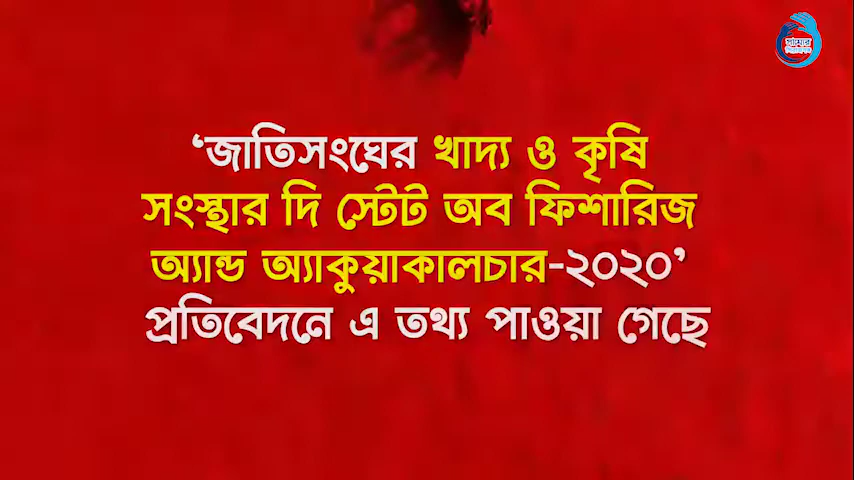 ‘জাতিসংঘের খাদ্য ও কৃষি
সংস্থার দি স্টেট অব ফিশারিজ
অ্যান্ড অ্যাকুয়াকালচার-২০২০’
প্রতিবেদনে এ তথ্য পাওয়া গেছে